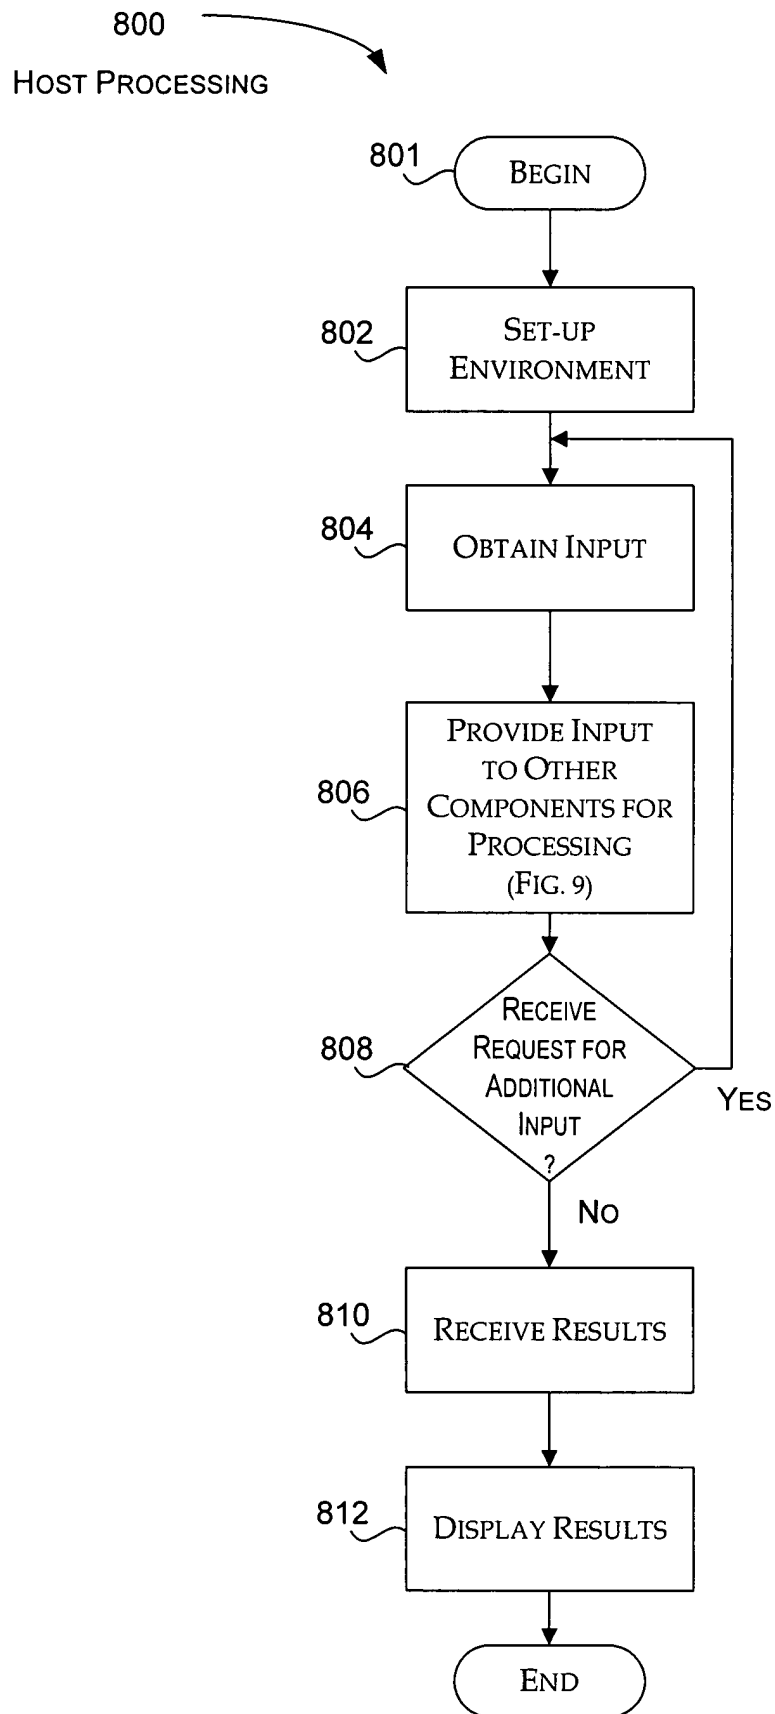 800
HOST PROCESSING
801
BEGIN
802
SET-UP
ENVIRONMENT
804
OBTAIN INPUT
806
PROVIDE INPUT
TO OTHER
COMPONENTS FOR
PROCESSING
(FIG. 9)
808
RECEIVE
REQUEST FOR
ADDITIONAL
INPUT
?
YES
NO
810
RECEIVE RESULTS
812
DISPLAY RESULTS
END